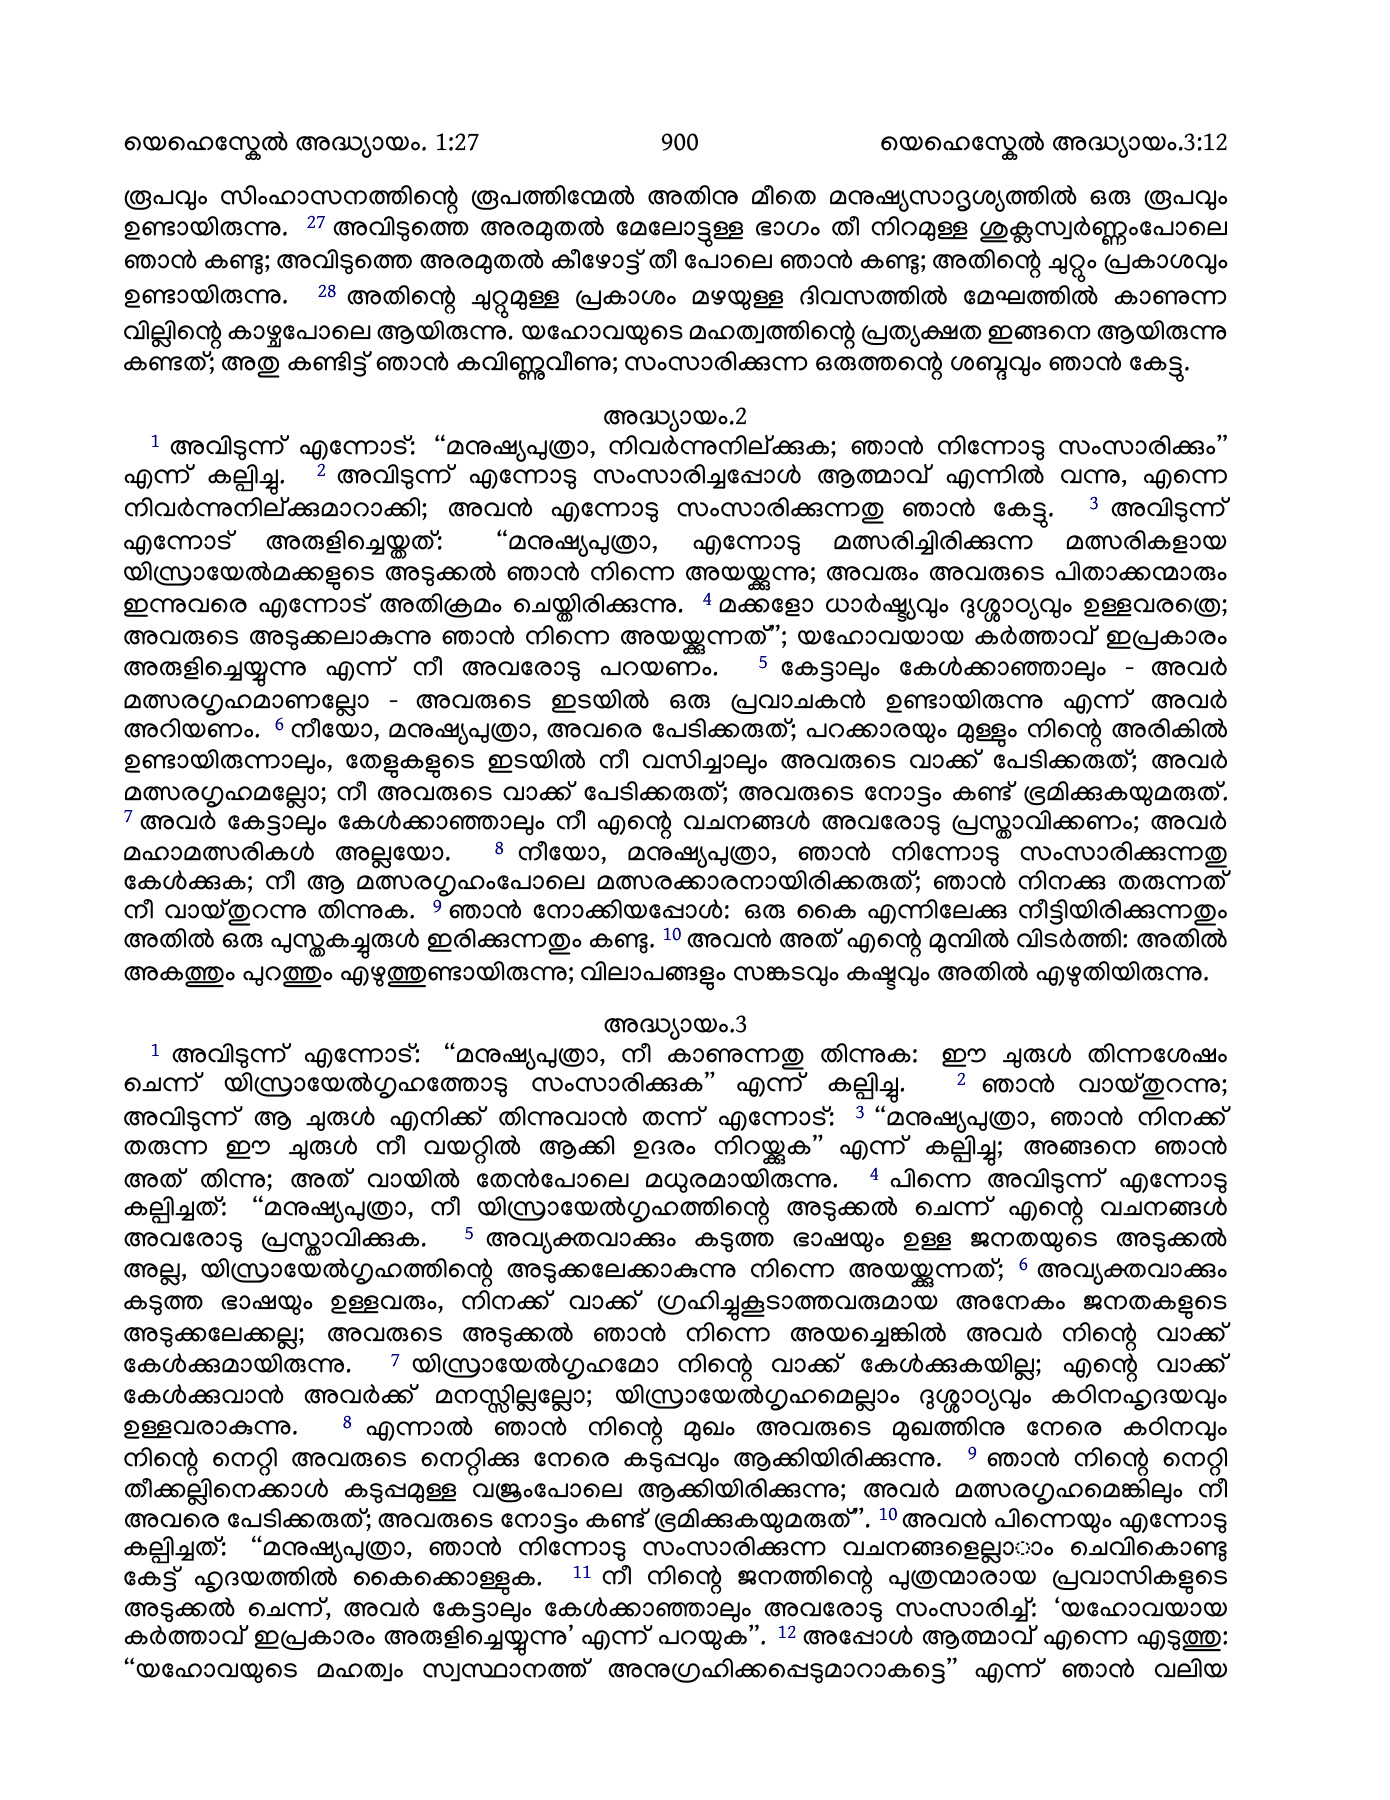 യെഹെസ്കേൽ അദ്ധ്യായം. 1:27 900 യെഹെസ്കേൽ അദ്ധ്യായം.3:12
രൂപവും സിംഹാസനത്തിന്റെ രൂപത്തിന്മേൽ അതിനു മീതെ മനുഷ്യസാദൃശ്യത്തിൽ ഒരു രൂപവും
ഉണ്ടായിരുന്നു. 27 അവിടുത്തെ അരമുതൽ മേലോട്ടുള്ള ഭാഗം തീ നിറമുള്ള ശുക്ലസ്വർണ്ണംപോലെ
ഞാൻ കണ്ടു; അവിടുത്തെ അരമുതൽ കീഴോട്ട് തീ പോലെ ഞാൻ കണ്ടു; അതിന്റെ ചുറ്റും പ്രകാശവും
ഉണ്ടായിരുന്നു. 28 അതിന്റെ ചുറ്റുമുള്ള പ്രകാശം മഴയുള്ള ദിവസത്തിൽ മേഘത്തിൽ കാണുന്ന
വില്ലിന്റെ കാഴ്ചപോലെ ആയിരുന്നു. യഹോവയുടെ മഹത്വത്തിന്റെ പ്രത്യക്ഷത ഇങ്ങനെ ആയിരുന്നു
കണ്ടത്; അതു കണ്ടിട്ട് ഞാൻ കവിണ്ണുവീണു; സംസാരിക്കുന്ന ഒരുത്തന്റെ ശബ്ദവും ഞാൻ കേട്ടു.
അദ്ധ്യായം.2
1 അവിടുന്ന് എന്നോട്: “മനുഷ്യപുത്രാ, നിവർന്നുനില്ക്കുക; ഞാൻ നിന്നോടു സംസാരിക്കും”
എന്ന് കല്പിച്ചു. 2 അവിടുന്ന് എന്നോടു സംസാരിച്ചപ്പോൾ ആത്മാവ് എന്നിൽ വന്നു, എന്നെ
നിവർന്നുനില്ക്കുമാറാക്കി; അവൻ എന്നോടു സംസാരിക്കുന്നതു ഞാൻ കേട്ടു. 3 അവിടുന്ന്
എന്നോട് അരുളിച്ചെയ്തത്: “മനുഷ്യപുത്രാ, എന്നോടു മത്സരിച്ചിരിക്കുന്ന മത്സരികളായ
യിസ്രായേൽമക്കളുടെ അടുക്കൽ ഞാൻ നിന്നെ അയയ്ക്കുന്നു; അവരും അവരുടെ പിതാക്കന്മാരും
ഇന്നുവരെ എന്നോട് അതിക്രമം ചെയ്തിരിക്കുന്നു. 4 മക്കളോ ധാർഷ്ട്യവും ദുശ്ശാഠ്യവും ഉള്ളവരത്രെ;
അവരുടെ അടുക്കലാകുന്നു ഞാൻ നിന്നെ അയയ്ക്കുന്നത്”; യഹോവയായ കർത്താവ് ഇപ്രകാരം
അരുളിച്ചെയ്യുന്നു എന്ന് നീ അവരോടു പറയണം. 5 കേട്ടാലും കേൾക്കാഞ്ഞാലും - അവർ
മത്സരഗൃഹമാണല്ലോ - അവരുടെ ഇടയിൽ ഒരു പ്രവാചകൻ ഉണ്ടായിരുന്നു എന്ന് അവർ
അറിയണം. 6 നീയോ, മനുഷ്യപുത്രാ, അവരെ പേടിക്കരുത്; പറക്കാരയും മുള്ളും നിന്റെ അരികിൽ
ഉണ്ടായിരുന്നാലും, തേളുകളുടെ ഇടയിൽ നീ വസിച്ചാലും അവരുടെ വാക്ക് പേടിക്കരുത്; അവർ
മത്സരഗൃഹമല്ലോ; നീ അവരുടെ വാക്ക് പേടിക്കരുത്; അവരുടെ നോട്ടം കണ്ട് ഭ്രമിക്കുകയുമരുത്.
7 അവർ കേട്ടാലും കേൾക്കാഞ്ഞാലും നീ എന്റെ വചനങ്ങൾ അവരോടു പ്രസ്താവിക്കണം; അവർ
മഹാമത്സരികൾ അല്ലയോ. 8 നീയോ, മനുഷ്യപുത്രാ, ഞാൻ നിന്നോടു സംസാരിക്കുന്നതു
കേൾക്കുക; നീ ആ മത്സരഗൃഹംപോലെ മത്സരക്കാരനായിരിക്കരുത്; ഞാൻ നിനക്കു തരുന്നത്
നീ വായ്തുറന്നു തിന്നുക. 9 ഞാൻ നോക്കിയപ്പോൾ: ഒരു കൈ എന്നിലേക്കു നീട്ടിയിരിക്കുന്നതും
അതിൽ ഒരു പുസ്തകച്ചുരുൾ ഇരിക്കുന്നതും കണ്ടു. 10 അവൻ അത് എന്റെ മുമ്പിൽ വിടർത്തി: അതിൽ
അകത്തും പുറത്തും എഴുത്തുണ്ടായിരുന്നു; വിലാപങ്ങളും സങ്കടവും കഷ്ടവും അതിൽ എഴുതിയിരുന്നു.
അദ്ധ്യായം.3
1 അവിടുന്ന് എന്നോട്: “മനുഷ്യപുത്രാ, നീ കാണുന്നതു തിന്നുക: ഈ ചുരുൾ തിന്നശേഷം
ചെന്ന് യിസ്രായേൽഗൃഹത്തോടു സംസാരിക്കുക” എന്ന് കല്പിച്ചു. 2 ഞാൻ വായ്തുറന്നു;
അവിടുന്ന് ആ ചുരുൾ എനിക്ക് തിന്നുവാൻ തന്ന് എന്നോട്: 3 “മനുഷ്യപുത്രാ, ഞാൻ നിനക്ക്
തരുന്ന ഈ ചുരുൾ നീ വയറ്റിൽ ആക്കി ഉദരം നിറയ്ക്കുക” എന്ന് കല്പിച്ചു; അങ്ങനെ ഞാൻ
അത് തിന്നു; അത് വായിൽ തേൻപോലെ മധുരമായിരുന്നു. 4 പിന്നെ അവിടുന്ന് എന്നോടു
കല്പിച്ചത്: “മനുഷ്യപുത്രാ, നീ യിസ്രായേൽഗൃഹത്തിന്റെ അടുക്കൽ ചെന്ന് എന്റെ വചനങ്ങൾ
അവരോടു പ്രസ്താവിക്കുക. 5 അവ്യക്തവാക്കും കടുത്ത ഭാഷയും ഉള്ള ജനതയുടെ അടുക്കൽ
അല്ല, യിസ്രായേൽഗൃഹത്തിന്റെ അടുക്കലേക്കാകുന്നു നിന്നെ അയയ്ക്കുന്നത്; 6 അവ്യക്തവാക്കും
കടുത്ത ഭാഷയും ഉള്ളവരും, നിനക്ക് വാക്ക് ഗ്രഹിച്ചുകൂടാത്തവരുമായ അനേകം ജനതകളുടെ
അടുക്കലേക്കല്ല; അവരുടെ അടുക്കൽ ഞാൻ നിന്നെ അയച്ചെങ്കിൽ അവർ നിന്റെ വാക്ക്
കേൾക്കുമായിരുന്നു. 7 യിസ്രായേൽഗൃഹമോ നിന്റെ വാക്ക് കേൾക്കുകയില്ല; എന്റെ വാക്ക്
കേൾക്കുവാൻ അവർക്ക് മനസ്സില്ലല്ലോ; യിസ്രായേൽഗൃഹമെല്ലാം ദുശ്ശാഠ്യവും കഠിനഹൃദയവും
ഉള്ളവരാകുന്നു. 8 എന്നാൽ ഞാൻ നിന്റെ മുഖം അവരുടെ മുഖത്തിനു നേരെ കഠിനവും
നിന്റെ നെറ്റി അവരുടെ നെറ്റിക്കു നേരെ കടുപ്പവും ആക്കിയിരിക്കുന്നു. 9 ഞാൻ നിന്റെ നെറ്റി
തീക്കല്ലിനെക്കാൾ കടുപ്പമുള്ള വജ്രംപോലെ ആക്കിയിരിക്കുന്നു; അവർ മത്സരഗൃഹമെങ്കിലും നീ
അവരെ പേടിക്കരുത്; അവരുടെ നോട്ടം കണ്ട് ഭ്രമിക്കുകയുമരുത്”. 10 അവൻ പിന്നെയും എന്നോടു
കല്പിച്ചത്: “മനുഷ്യപുത്രാ, ഞാൻ നിന്നോടു സംസാരിക്കുന്ന വചനങ്ങളെല്ലാാം ചെവികൊണ്ടു
കേട്ട് ഹൃദയത്തിൽ കൈക്കൊള്ളുക. 11 നീ നിന്റെ ജനത്തിന്റെ പുത്രന്മാരായ പ്രവാസികളുടെ
അടുക്കൽ ചെന്ന്, അവർ കേട്ടാലും കേൾക്കാഞ്ഞാലും അവരോടു സംസാരിച്ച്: ‘യഹോവയായ
കർത്താവ് ഇപ്രകാരം അരുളിച്ചെയ്യുന്നു’ എന്ന് പറയുക”. 12 അപ്പോൾ ആത്മാവ് എന്നെ എടുത്തു:
“യഹോവയുടെ മഹത്വം സ്വസ്ഥാനത്ത് അനുഗ്രഹിക്കപ്പെടുമാറാകട്ടെ” എന്ന് ഞാൻ വലിയ